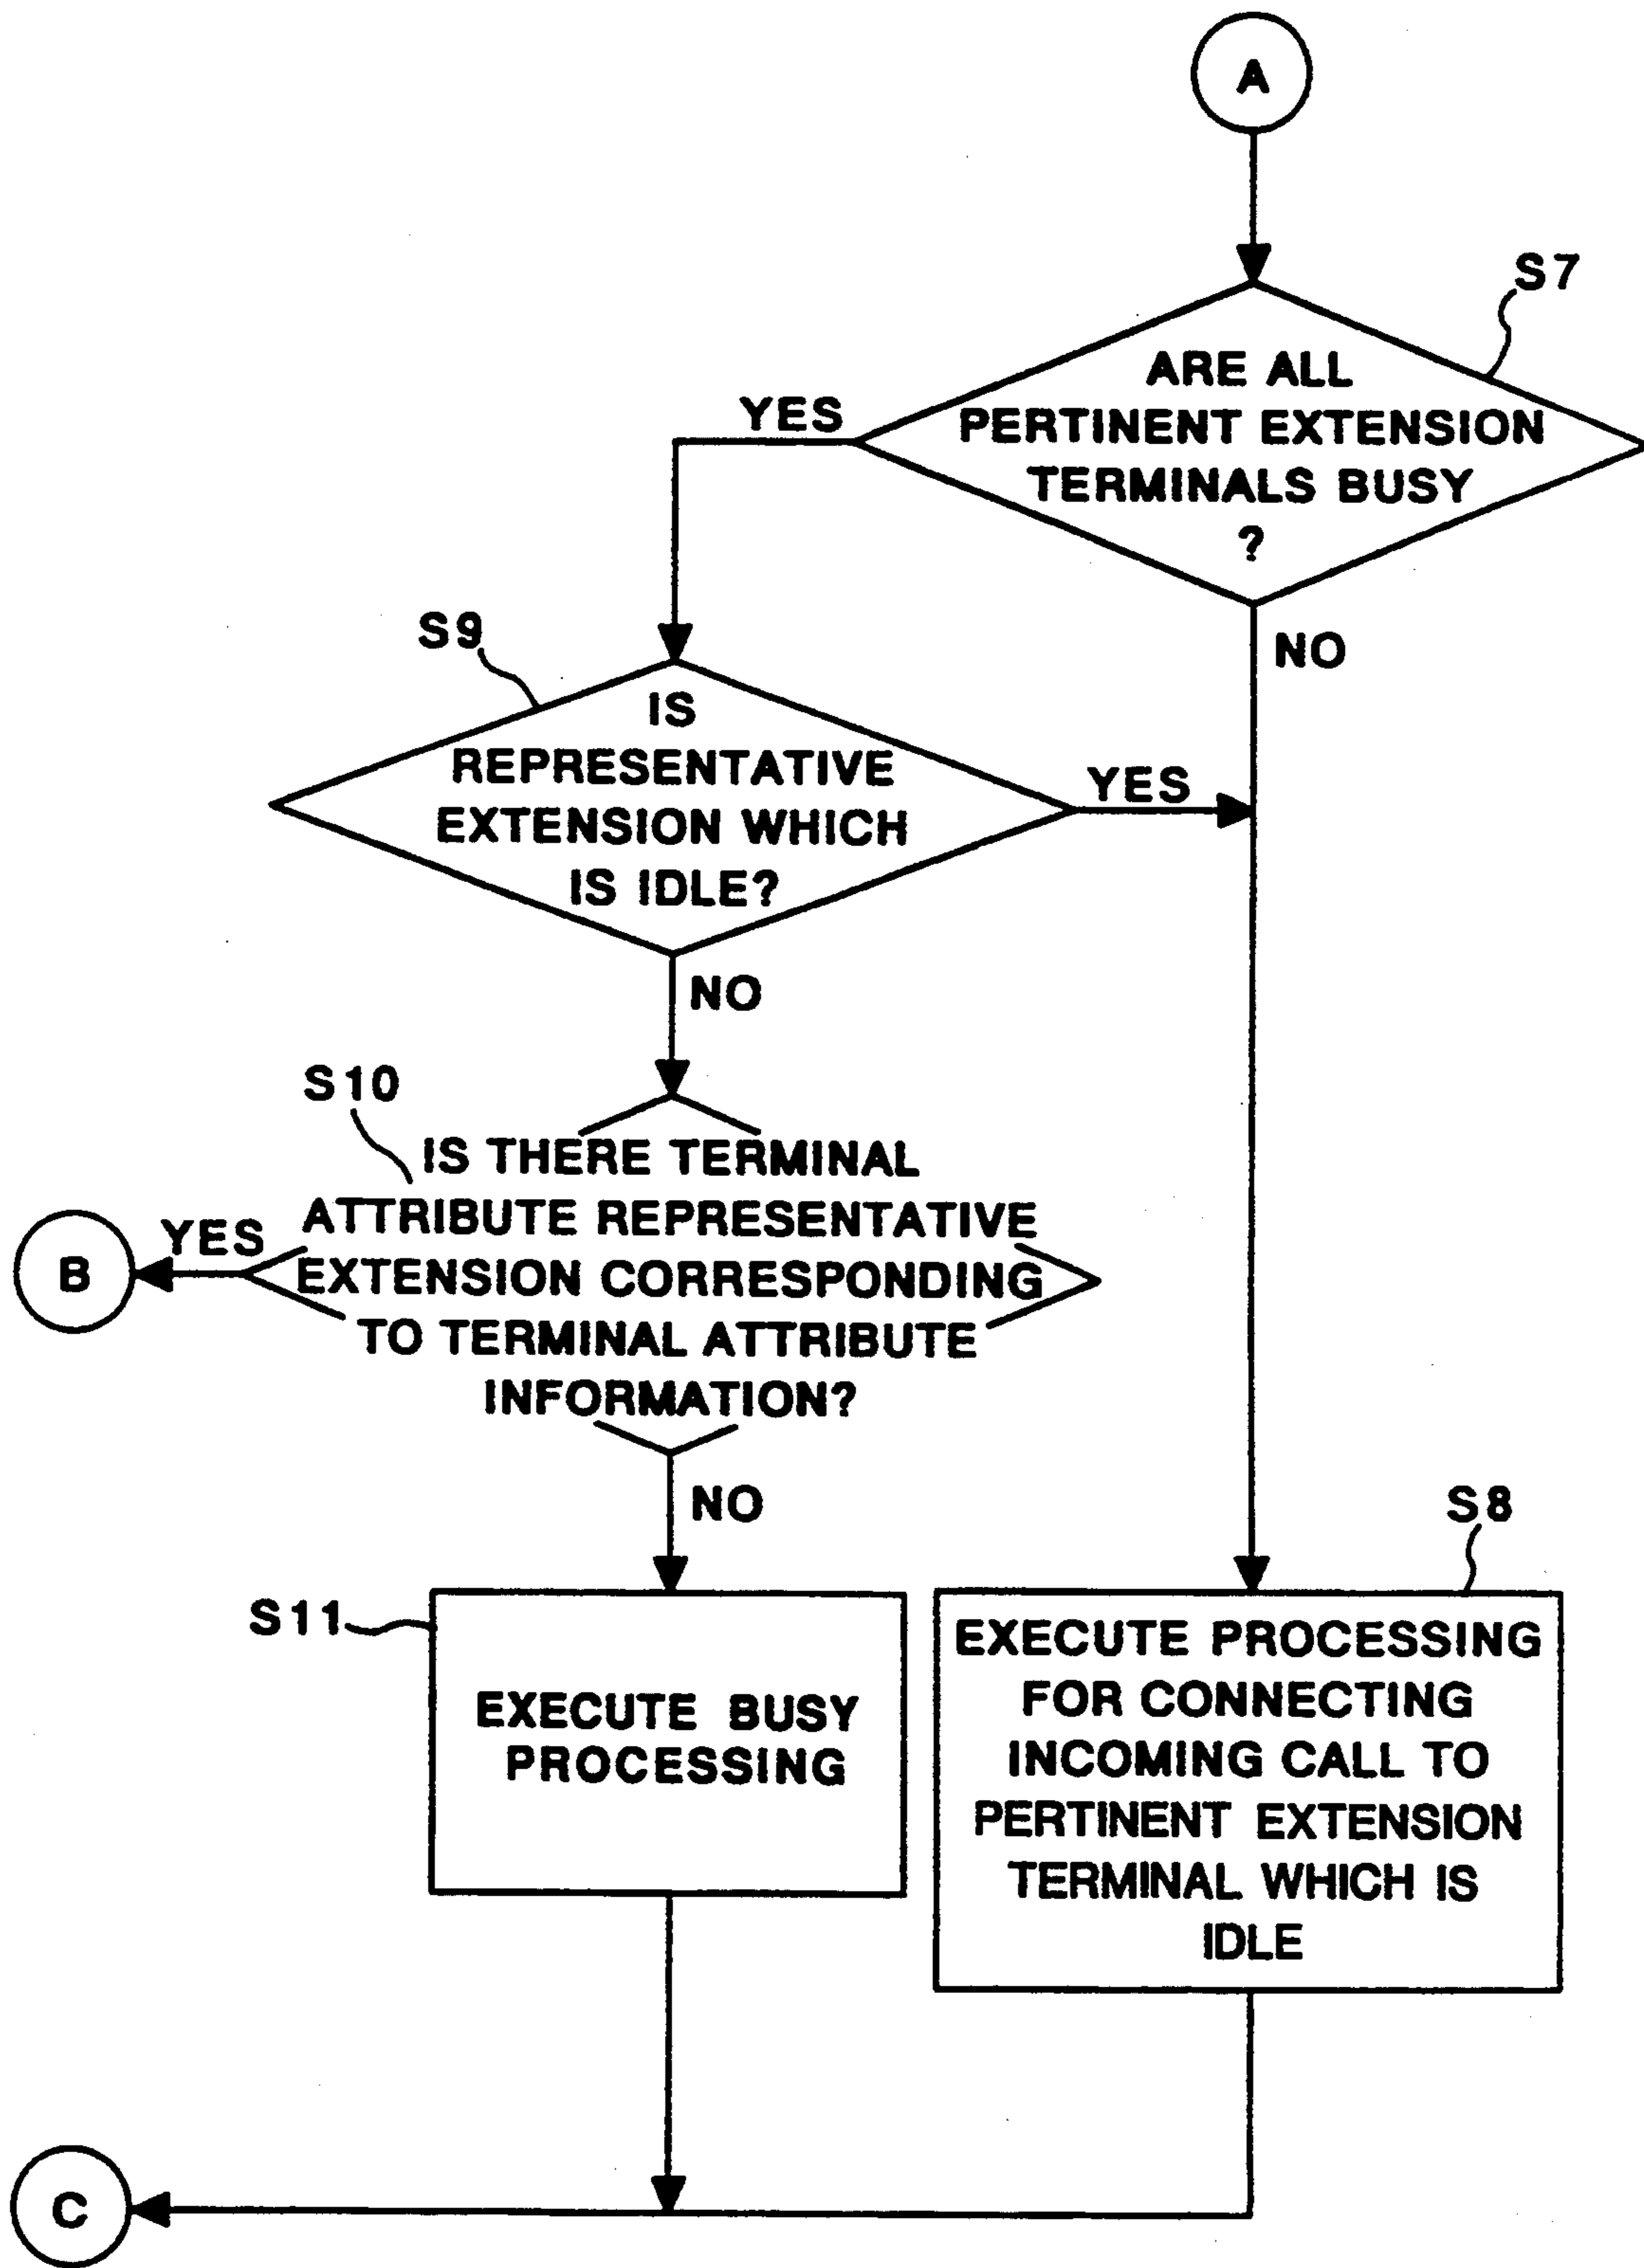 A
S7
ARE ALL
PERTINENT EXTENSION
TERMINALS BUSY
?
YES
NO
S9
IS
REPRESENTATIVE
EXTENSION WHICH
IS IDLE?
YES
NO
S10
IS THERE TERMINAL
ATTRIBUTE REPRESENTATIVE
EXTENSION CORRESPONDING
TO TERMINAL ATTRIBUTE
INFORMATION?
YES
B
NO
S11
EXECUTE BUSY
PROCESSING
S8
EXECUTE PROCESSING
FOR CONNECTING
INCOMING CALL TO
PERTINENT EXTENSION
TERMINAL WHICH IS
IDLE
C